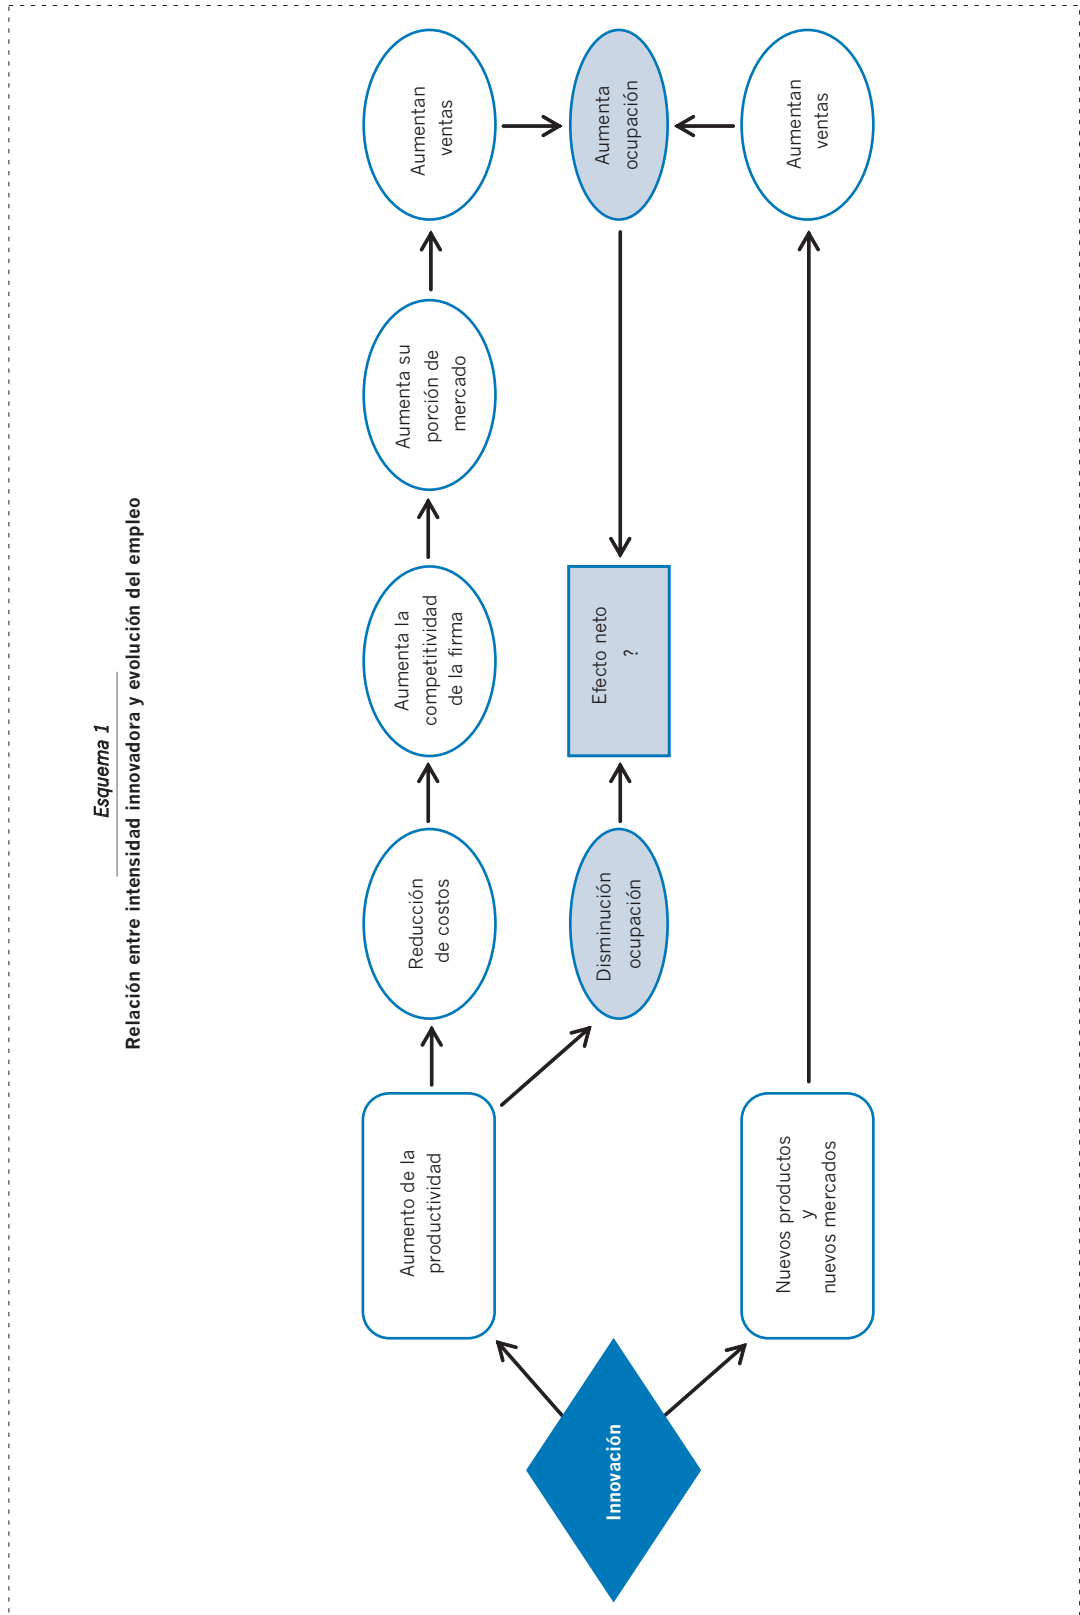 Esquema 1
Relación entre intensidad innovadora y evolución del empleo
Innovación
Aumento de la
productividad
Reducción
de costos
Aumenta la
competitividad
de la firma
Aumenta su
porción de
mercado
Aumentan
ventas
Disminución
ocupación
Efecto neto
?
Aumenta
ocupación
Nuevos productos
y
nuevos mercados
Aumentan
ventas